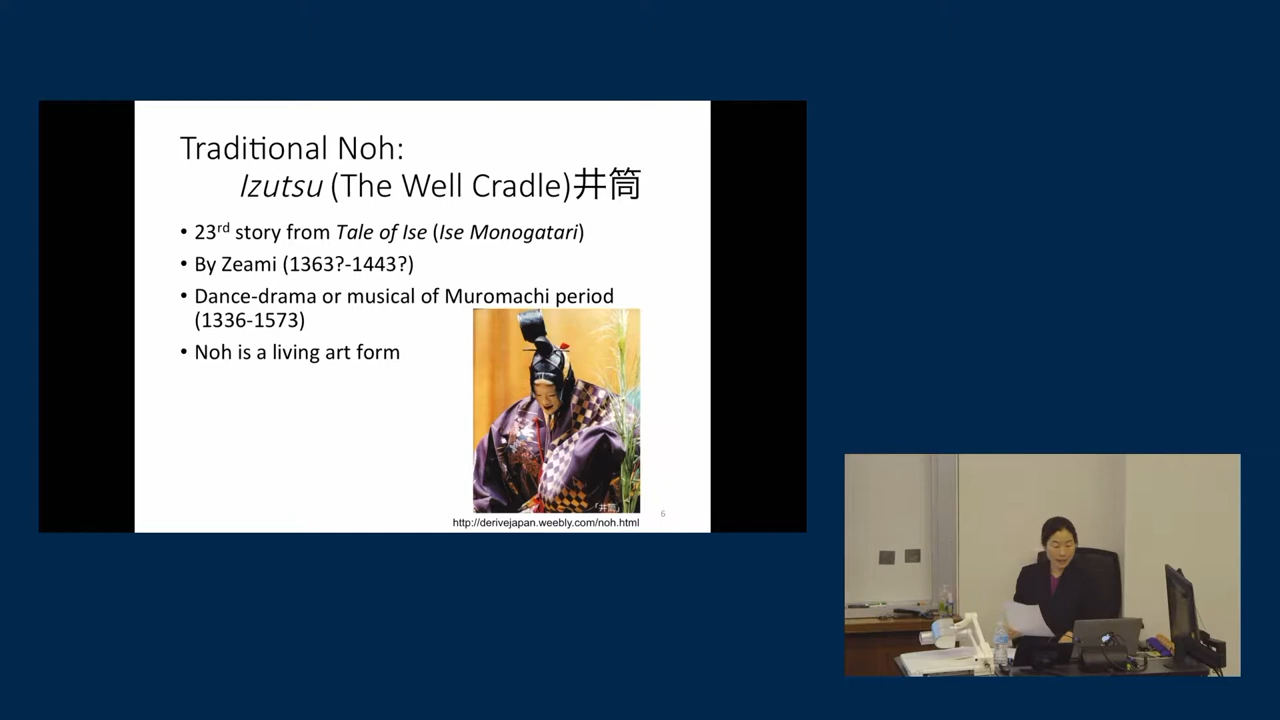 Traditional Noh:
Izutsu (The Well Cradle)井筒
• 23rd story from Tale of Ise (Ise Monogatari)
• By Zeami (1363?-1443?)
• Dance-drama or musical of Muromachi period
(1336-1573)
• Noh is a living art form
「井筒」
6
http://derivejapan.weebly.com/noh.html